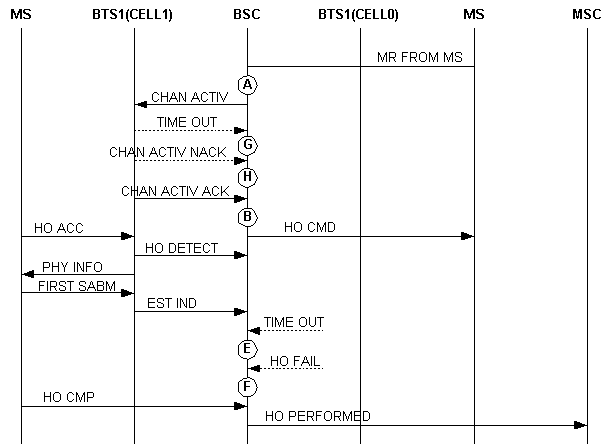 MS BTS1(CELL1) BSC BTS1(CELL0) MS MSC
MR FROM MS
A
CHAN ACTIV
TIME OUT
G
CHAN ACTIV NACK
H
CHAN ACTIV ACK
B
HO ACC HO CMD
HO DETECT
PHY INFO
FIRST SABM
EST IND
TIME OUT
E
HO FAIL
F
HO CMP
HO PERFORMED